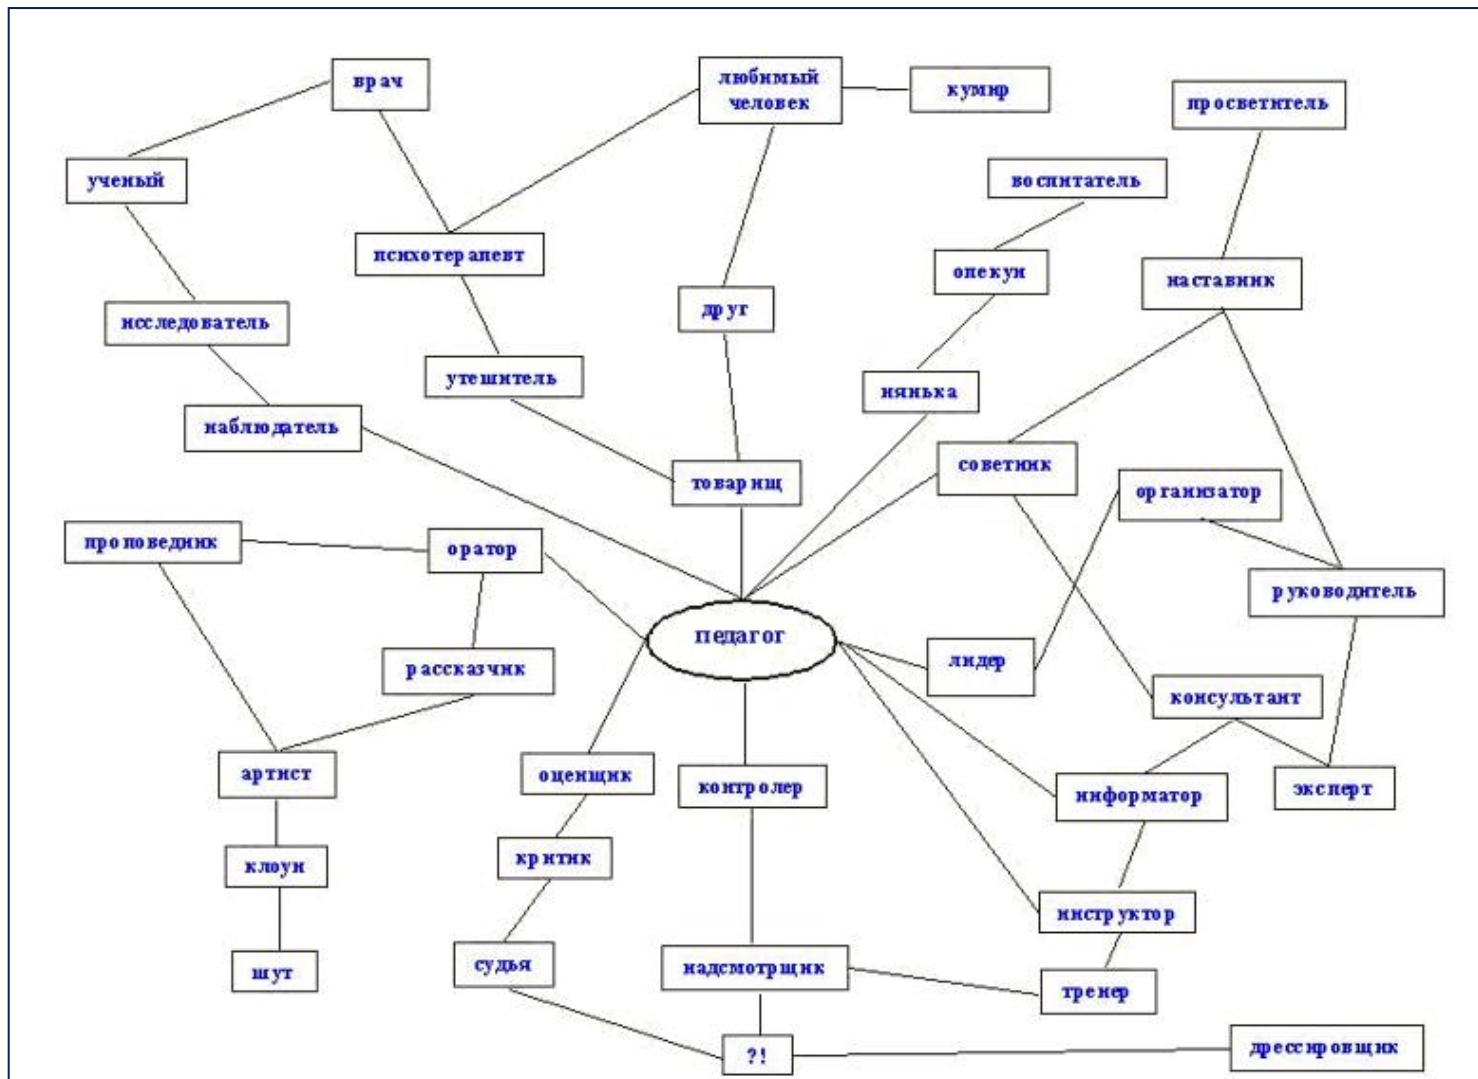 врач
любимый
человек
кумир
просветитель
ученый
воспитатель
психотерапевт
опекун
наставник
исследователь
друг
утешитель
нянька
наблюдатель
товарищ
советник
организатор
проповедник
оратор
руководитель
педагог
рассказчик
лидер
консультант
артист
оценщик
контролер
информатор
эксперт
клоун
критик
инструктор
шут
судья
надсмотрщик
тренер
?!
дрессировщик